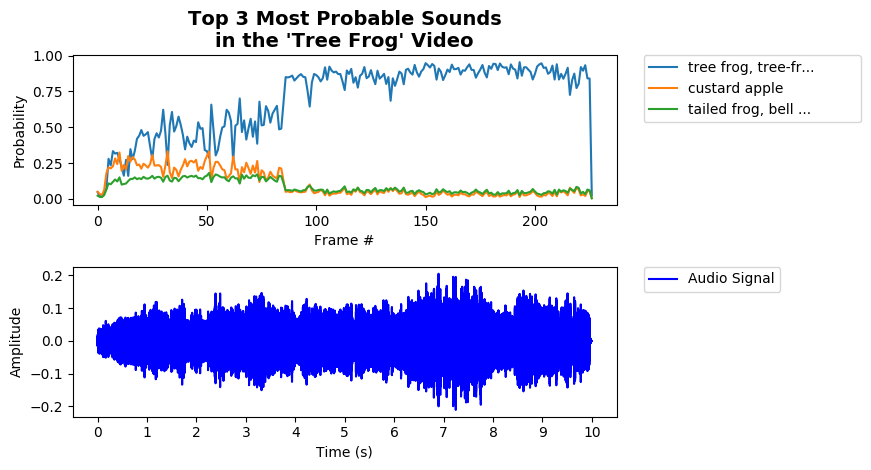 Top 3 Most Probable Sounds
in the 'Tree Frog' Video
1.00
0.75
0.50
0.25
0.00
Probability
0 50 100 150 200
Frame #
tree frog, tree-fr...
custard apple
tailed frog, bell ...
0.2
0.1
0.0
−0.1
−0.2
Amplitude
0 1 2 3 4 5 6 7 8 9 10
Time (s)
Audio Signal